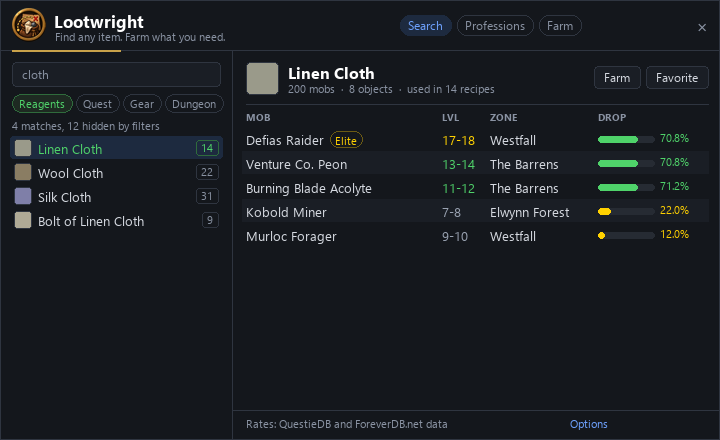 Lootwright
Find any item. Farm what you need.
Search Professions Farm ×
cloth
Reagents Quest Gear Dungeon
4 matches, 12 hidden by filters
Linen Cloth 14
Wool Cloth 22
Silk Cloth 31
Bolt of Linen Cloth 9
Linen Cloth
200 mobs · 8 objects · used in 14 recipes
Farm Favorite
MOB LVL ZONE DROP
Defias Raider Elite 17-18 Westfall 70.8%
Venture Co. Peon 13-14 The Barrens 70.8%
Burning Blade Acolyte 11-12 The Barrens 71.2%
Kobold Miner 7-8 Elwynn Forest 22.0%
Murloc Forager 9-10 Westfall 12.0%
Rates: QuestieDB and ForeverDB.net data Options